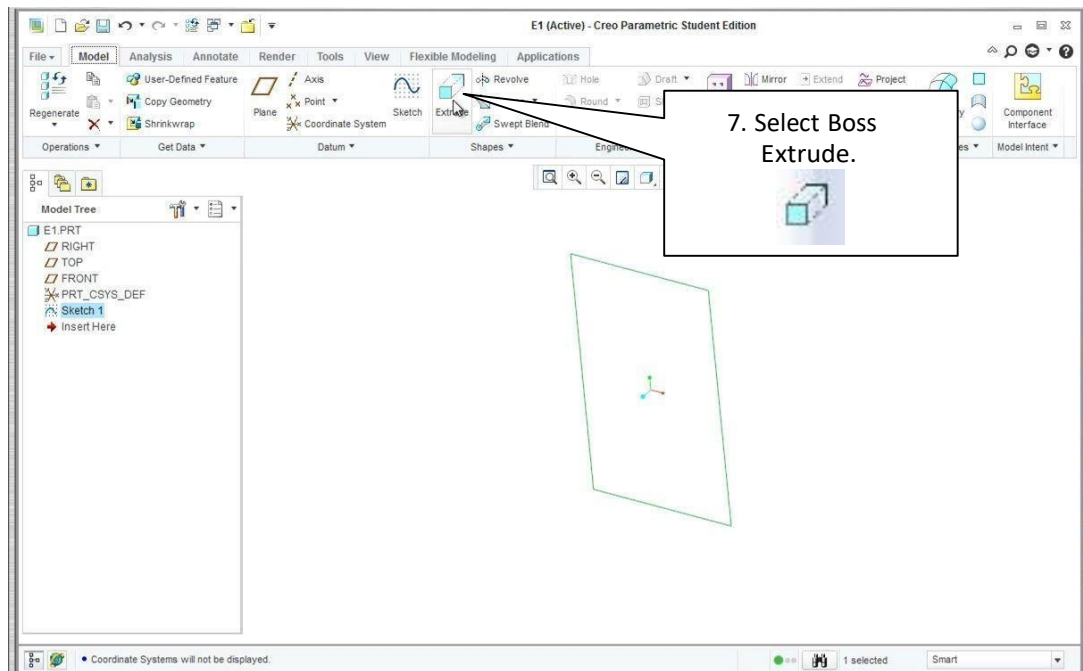 E1 (Active) - Creo Parametric Student Edition
File Model Analysis Annotate Render Tools View Flexible Modeling Applications
Regenerate
User-Defined Feature
Copy Geometry
Shrinkwrap
Plane
Axis
Point
Coordinate System
Sketch
Extrude
Revolve
Swept Blend
Hole
Round
Draft
Mirror
Extend
Project
Component
Interface
Operations Get Data Datum Shapes Model Intent
7. Select Boss
Extrude.
Model Tree
E1.PRT
RIGHT
TOP
FRONT
PRT_CSYS_DEF
Sketch 1
Insert Here
Coordinate Systems will not be displayed.
1 selected
Smart